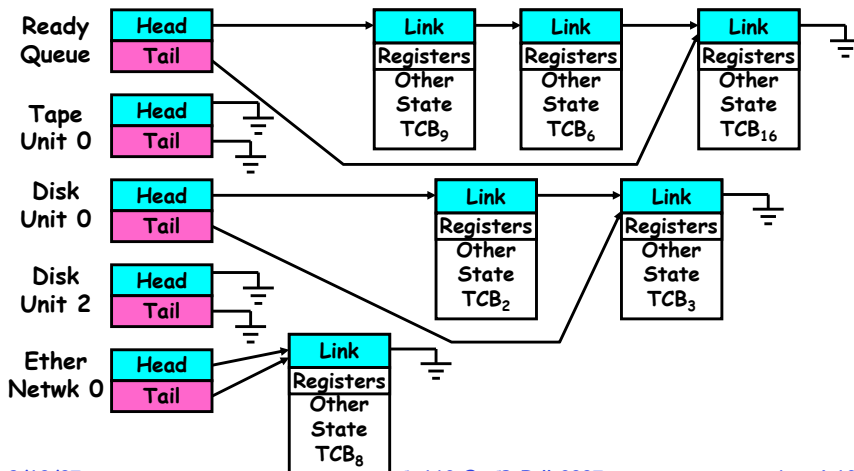 Ready Queue
Head
Tail
Link
Registers
Other
State
TCB9
Link
Registers
Other
State
TCB6
Link
Registers
Other
State
TCB16
Tape
Unit 0
Head
Tail
Disk
Unit 0
Head
Tail
Link
Registers
Other
State
TCB2
Link
Registers
Other
State
TCB3
Disk
Unit 2
Head
Tail
Ether
Netwk 0
Head
Tail
Link
Registers
Other
State
TCB8